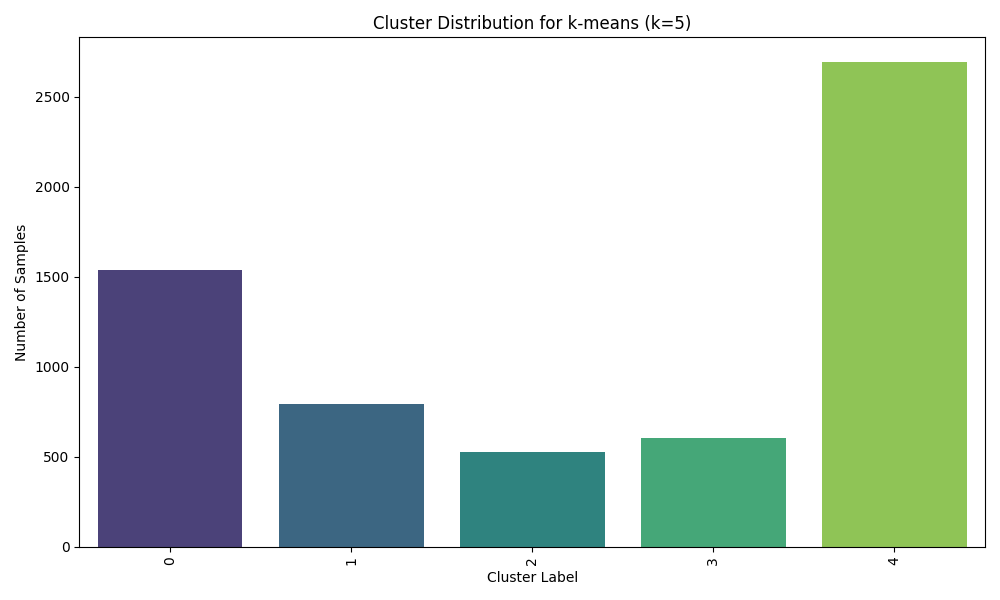 Cluster Distribution for k-means (k=5)
Number of Samples
2500
2000
1500
1000
500
0
0 1 2 3 4
Cluster Label